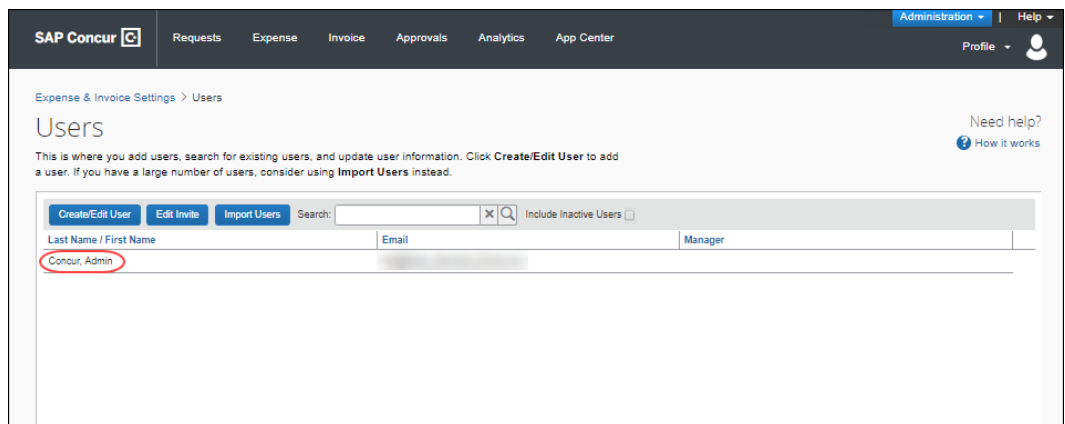 Administration | Help
SAP Concur C. Requests Expense Invoice Approvals Analytics App Center
Profile
Expense & Invoice Settings > Users
Users
Need help?
This is where you add users, search for existing users, and update user information. Click Create/Edit User to add
a user. If you have a large number of users, consider using Import Users instead.
? How it works
Create/Edit User Edit Invite Import Users Search: Include Inactive Users
Last Name / First Name Email Manager
Concur, Admin